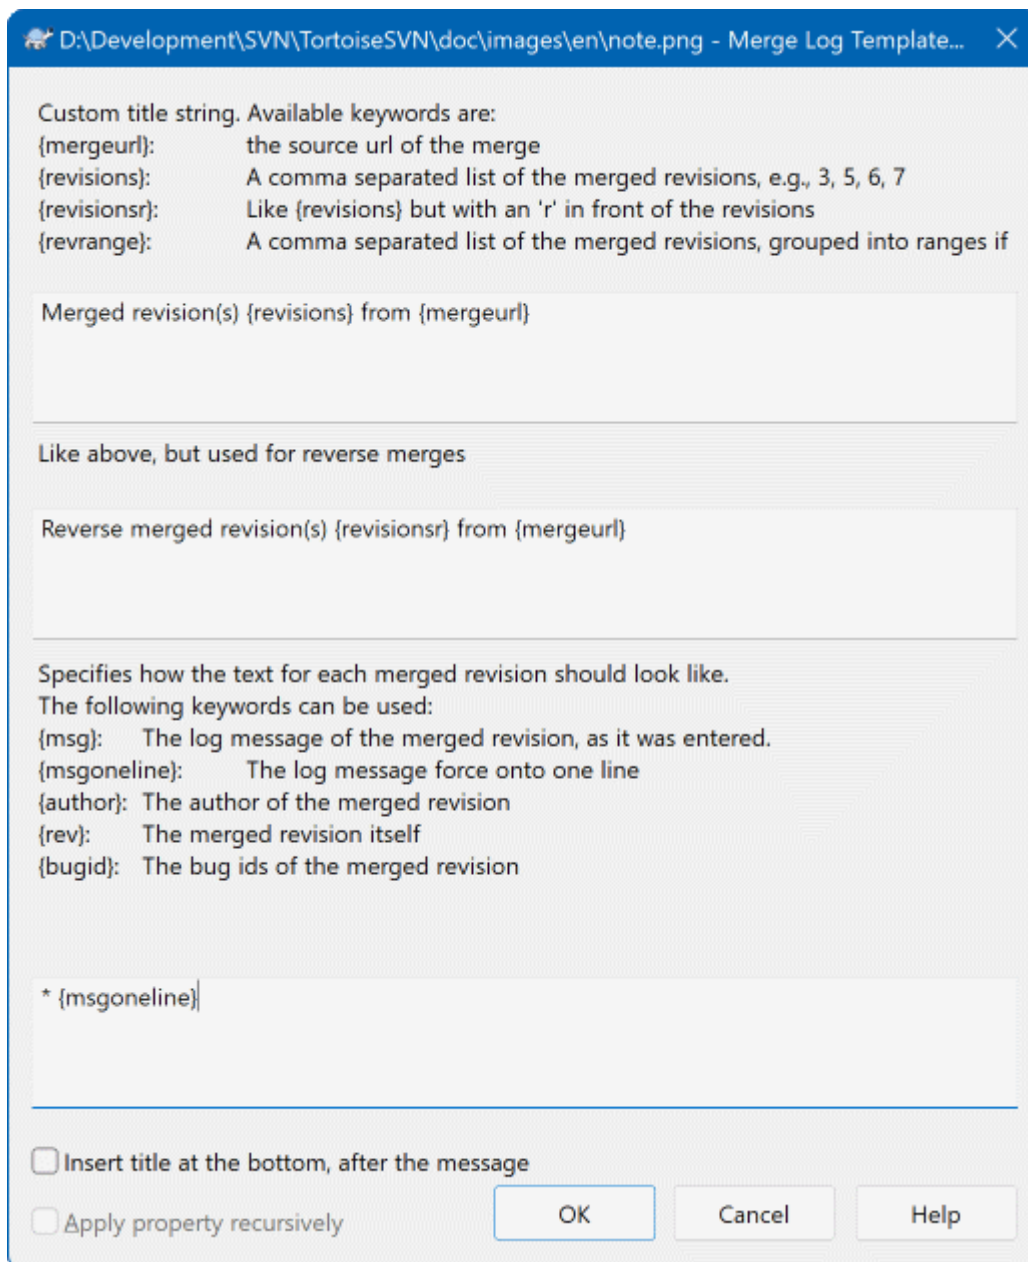 D:\Development\SVN\TortoiseSVN\doc\images\en\note.png - Merge Log Template...
Custom title string. Available keywords are:
{mergeurl}: the source url of the merge
{revisions}: A comma separated list of the merged revisions, e.g., 3, 5, 6, 7
{revisionsr}: Like {revisions} but with an 'r' in front of the revisions
{revrange}: A comma separated list of the merged revisions, grouped into ranges if
Merged revision(s) {revisions} from {mergeurl}
Like above, but used for reverse merges
Reverse merged revision(s) {revisionsr} from {mergeurl}
Specifies how the text for each merged revision should look like.
The following keywords can be used:
{msg}: The log message of the merged revision, as it was entered.
{msgoneline}: The log message force onto one line
{author}: The author of the merged revision
{rev}: The merged revision itself
{bugid}: The bug ids of the merged revision
* {msgoneline}
Insert title at the bottom, after the message
Apply property recursively
OK Cancel Help